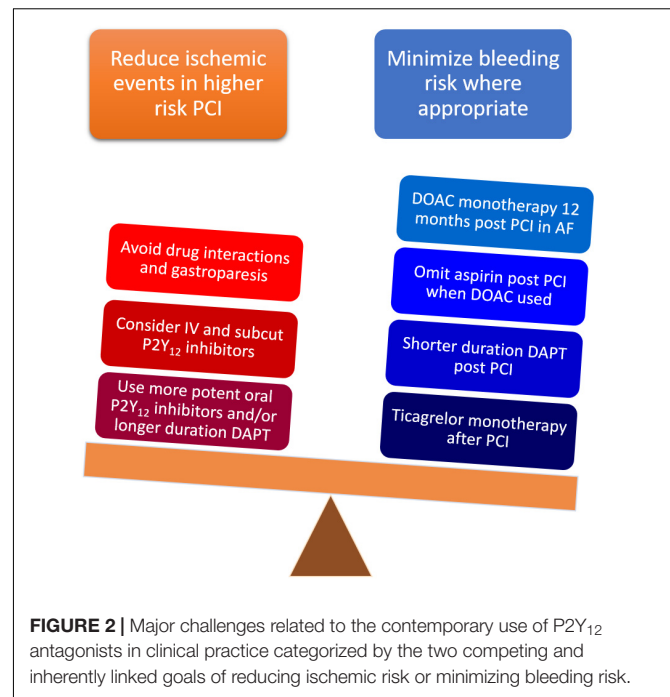 Reduce ischemic
events in higher
risk PCI
Minimize bleeding
risk where
appropriate
Avoid drug interactions
and gastroparesis
Consider IV and subcut
P2Y₁₂ inhibitors
Use more potent oral
P2Y₁₂ inhibitors and/or
longer duration DAPT
DOAC monotherapy 12
months post PCI in AF
Omit aspirin post PCI
when DOAC used
Shorter duration DAPT
post PCI
Ticagrelor monotherapy
after PCI
FIGURE 2 | Major challenges related to the contemporary use of P2Y₁₂
antagonists in clinical practice categorized by the two competing and
inherently linked goals of reducing ischemic risk or minimizing bleeding risk.